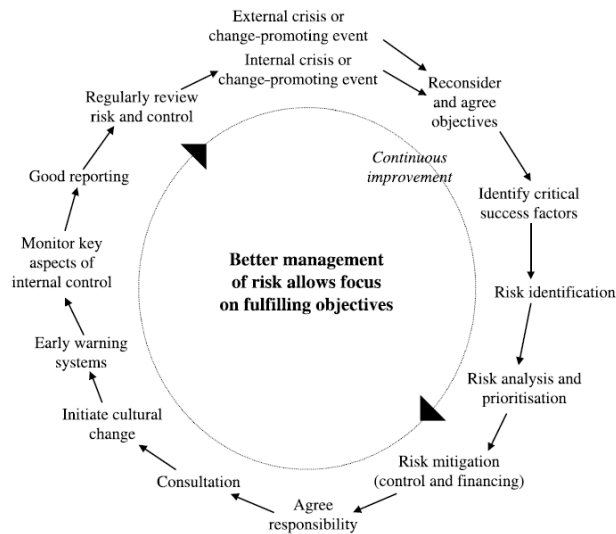 External crisis or
change-promoting event
Internal crisis or
change-promoting event
Reconsider
and agree
objectives
Continuous
improvement
Identify critical
success factors
Risk identification
Risk analysis and
prioritisation
Risk mitigation
(control and financing)
Agree
responsibility
Consultation
Initiate cultural
change
Early warning
systems
Monitor key
aspects of
internal control
Good reporting
Regularly review
risk and control
Better management
of risk allows focus
on fulfilling objectives